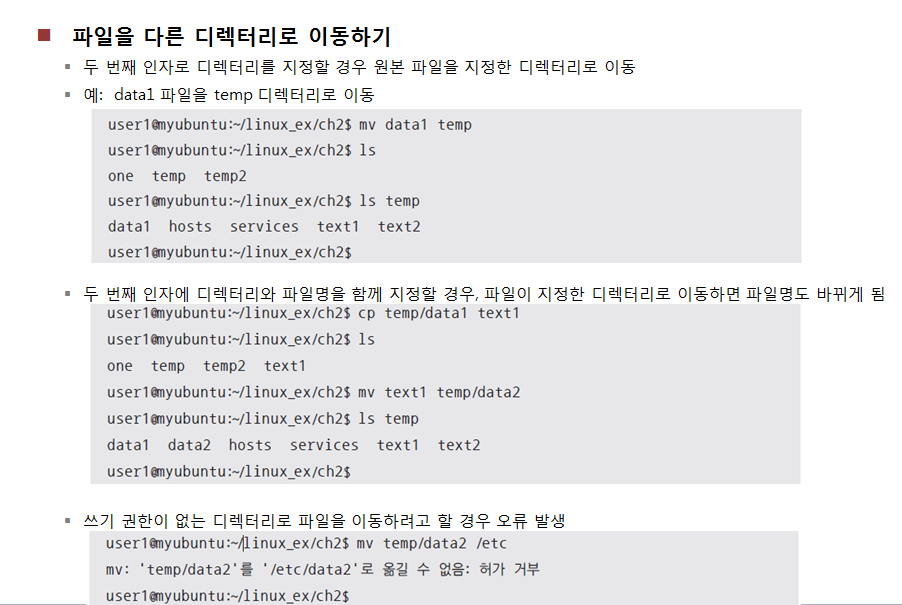 파일을 다른 디렉터리로 이동하기
두 번째 인자로 디렉터리를 지정할 경우 원본 파일을 지정한 디렉터리로 이동
예: data1 파일을 temp 디렉터리로 이동
user1@myubuntu:~/linux_ex/ch2$ mv data1 temp
user1@myubuntu:~/linux_ex/ch2$ ls
one temp temp2
user1@myubuntu:~/linux_ex/ch2$ ls temp
data1 hosts services text1 text2
user1@myubuntu:~/linux_ex/ch2$
두 번째 인자에 디렉터리와 파일명을 함께 지정할 경우, 파일이 지정한 디렉터리로 이동하면 파일명도 바뀌게 됨
user1@myubuntu:~/linux_ex/ch2$ cp temp/data1 text1
user1@myubuntu:~/linux_ex/ch2$ ls
one temp temp2 text1
user1@myubuntu:~/linux_ex/ch2$ mv text1 temp/data2
user1@myubuntu:~/linux_ex/ch2$ ls temp
data1 data2 hosts services text1 text2
user1@myubuntu:~/linux_ex/ch2$
쓰기 권한이 없는 디렉터리로 파일을 이동하려고 할 경우 오류 발생
user1@myubuntu:~/linux_ex/ch2$ mv temp/data2 /etc
mv: 'temp/data2'를 '/etc/data2'로 옮길 수 없음: 허가 거부
user1@myubuntu:~/linux_ex/ch2$